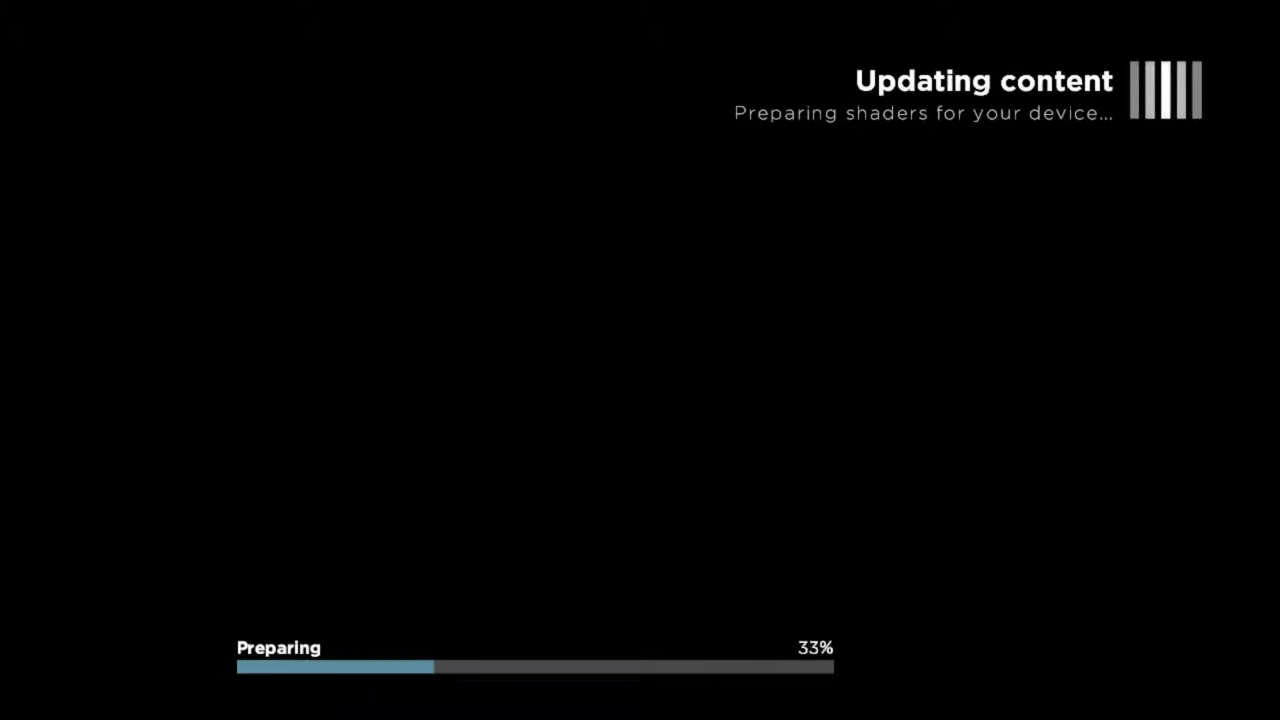 Updating content
Preparing shaders for your device...
Preparing 33%